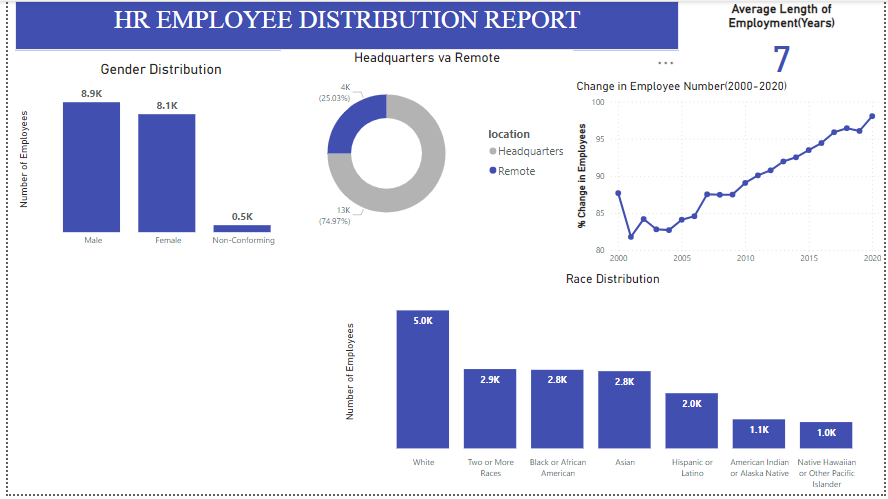 HR EMPLOYEE DISTRIBUTION REPORT
Average Length of
Employment(Years)
7
Gender Distribution
Number of Employees
8.9K
8.1K
0.5K
Male
Female
Non-Conforming
Headquarters va Remote
...
4K
(25.03%)
13K
(74.97%)
location
Headquarters
Remote
Change in Employee Number(2000-2020)
% Change in Employees
100
95
90
85
80
2000
2005
2010
2015
2020
Race Distribution
Number of Employees
5.0K
2.9K
2.8K
2.8K
2.0K
1.1K
1.0K
White
Two or More
Races
Black or African
American
Asian
Hispanic or
Latino
American Indian
or Alaska Native
Native Hawaiian
or Other Pacific
Islander